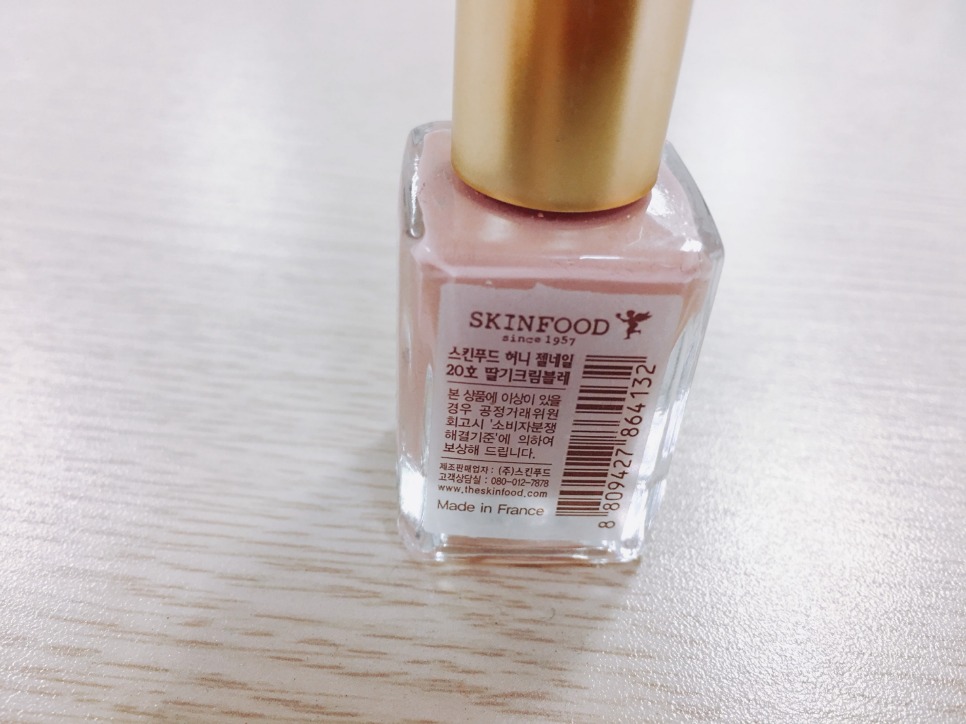 SKINFOOD
since 1957
스킨푸드 허니 젤네일
20호 딸기크림블레
본 상품에 이상이 있을
경우 공정거래위원
회고시 '소비자분쟁
해결기준'에 의하여
보상해 드립니다.
제조판매업자 : (주)스킨푸드
고객상담실 : 080-012-7878
www.theskinfood.com
Made in France
8 809427 864132